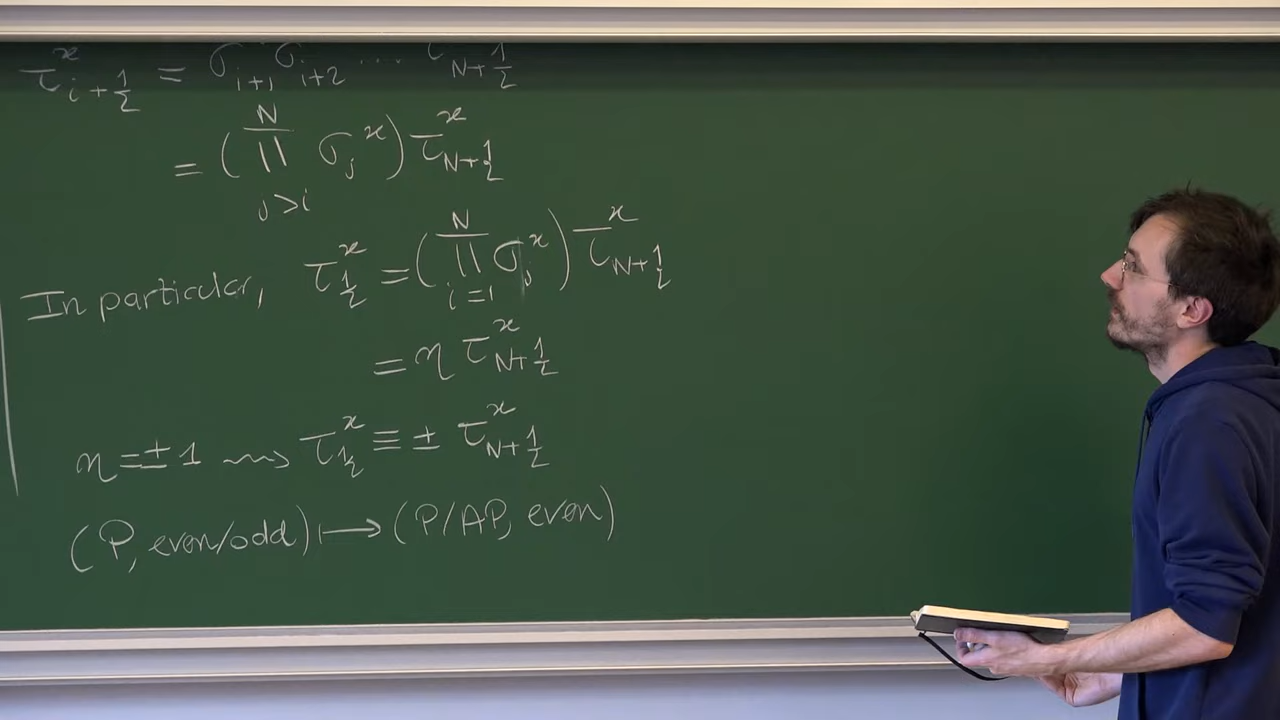 τ^x_{i+1/2} = σ_{i+1} σ_{i+2} ... τ_{N+1/2}
= (∏^N_{j>i} σ_j^x) τ^x_{N+1/2}
In particular, τ^x_{1/2} = (∏^N_{i=1} σ_j^x) τ^x_{N+1/2}
= η τ^x_{N+1/2}
η = ±1 ⇝ τ^x_{1/2} ≡ ± τ^x_{N+1/2}
(P, even/odd) ⟼ (P/AP, even)